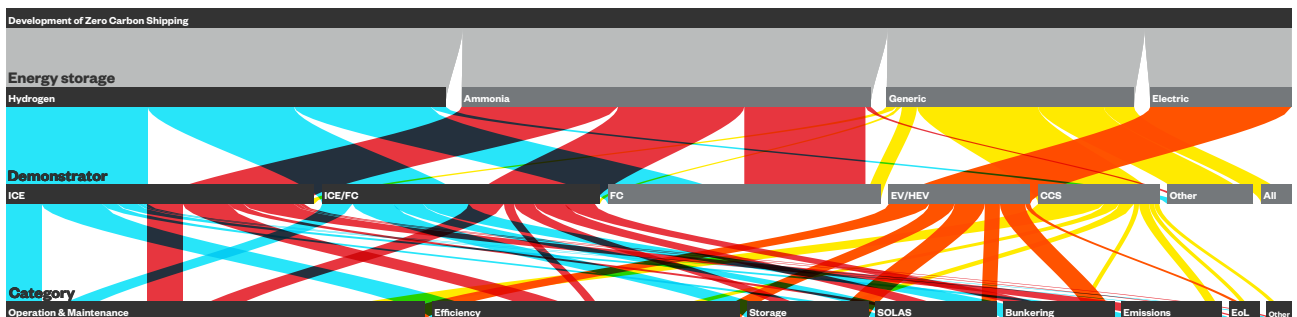 Development of Zero Carbon Shipping
Energy storage
Hydrogen Ammonia Generic Electric
Demonstrator
ICE ICE/FC FC EV/HEV CCS Other All
Category
Operation & Maintenance Efficiency Storage SOLAS Bunkering Emissions EoL Other